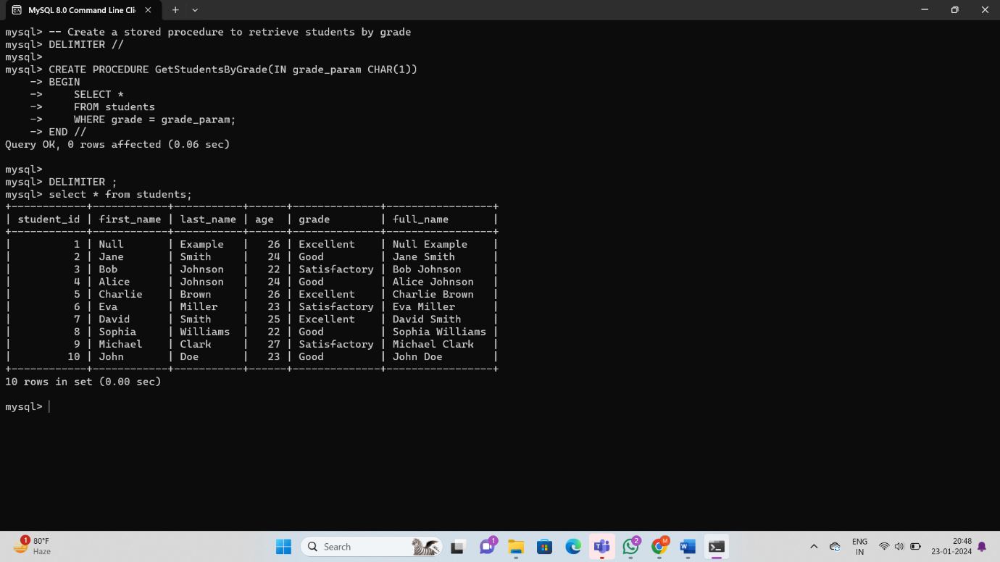 MySQL 8.0 Command Line Cli
mysql> -- Create a stored procedure to retrieve students by grade
mysql> DELIMITER //
mysql>
mysql> CREATE PROCEDURE GetStudentsByGrade(IN grade_param CHAR(1))
    -> BEGIN
    ->     SELECT *
    ->     FROM students
    ->     WHERE grade = grade_param;
    -> END //
Query OK, 0 rows affected (0.06 sec)
mysql>
mysql> DELIMITER ;
mysql> select * from students;
+------------+------------+-----------+------+--------------+-----------------+
| student_id | first_name | last_name | age  | grade        | full_name       |
+------------+------------+-----------+------+--------------+-----------------+
|          1 | Null       | Example   |   26 | Excellent    | Null Example    |
|          2 | Jane       | Smith     |   24 | Good         | Jane Smith      |
|          3 | Bob        | Johnson   |   22 | Satisfactory | Bob Johnson     |
|          4 | Alice      | Johnson   |   24 | Good         | Alice Johnson   |
|          5 | Charlie    | Brown     |   26 | Excellent    | Charlie Brown   |
|          6 | Eva        | Miller    |   23 | Satisfactory | Eva Miller      |
|          7 | David      | Smith     |   25 | Excellent    | David Smith     |
|          8 | Sophia     | Williams  |   22 | Good         | Sophia Williams |
|          9 | Michael    | Clark     |   27 | Satisfactory | Michael Clark   |
|         10 | John       | Doe       |   23 | Good         | John Doe        |
+------------+------------+-----------+------+--------------+-----------------+
10 rows in set (0.00 sec)
mysql>
1
80°F
Haze
Search
1
2
M
ENG
IN
20:48
23-01-2024